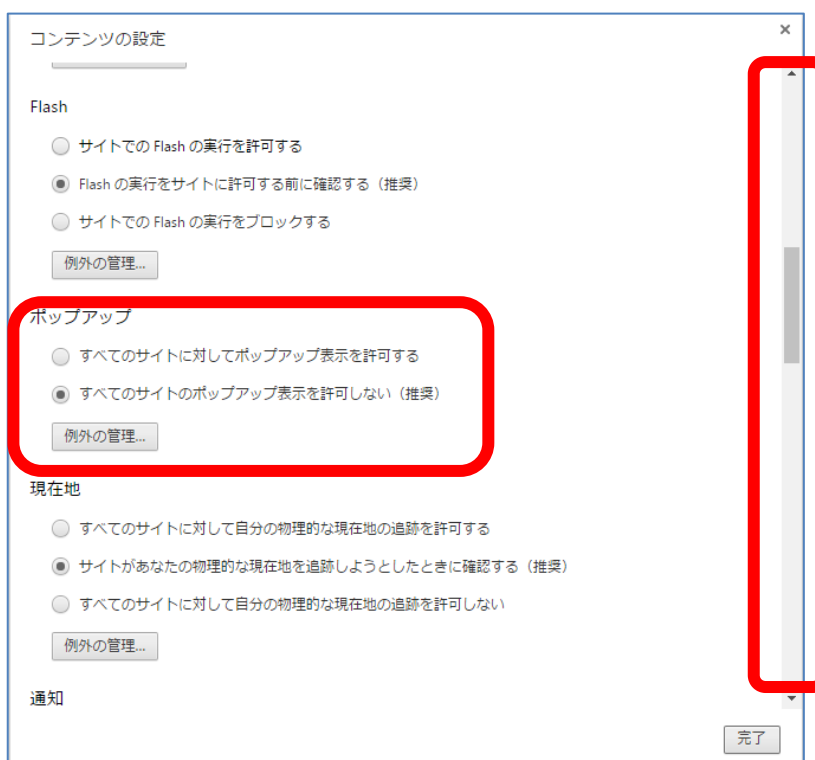 コンテンツの設定
×
Flash
サイトでの Flash の実行を許可する
Flash の実行をサイトに許可する前に確認する（推奨）
サイトでの Flash の実行をブロックする
例外の管理...
ポップアップ
すべてのサイトに対してポップアップ表示を許可する
すべてのサイトのポップアップ表示を許可しない（推奨）
例外の管理...
現在地
すべてのサイトに対して自分の物理的な現在地の追跡を許可する
サイトがあなたの物理的な現在地を追跡しようとしたときに確認する（推奨）
すべてのサイトに対して自分の物理的な現在地の追跡を許可しない
例外の管理...
通知
完了